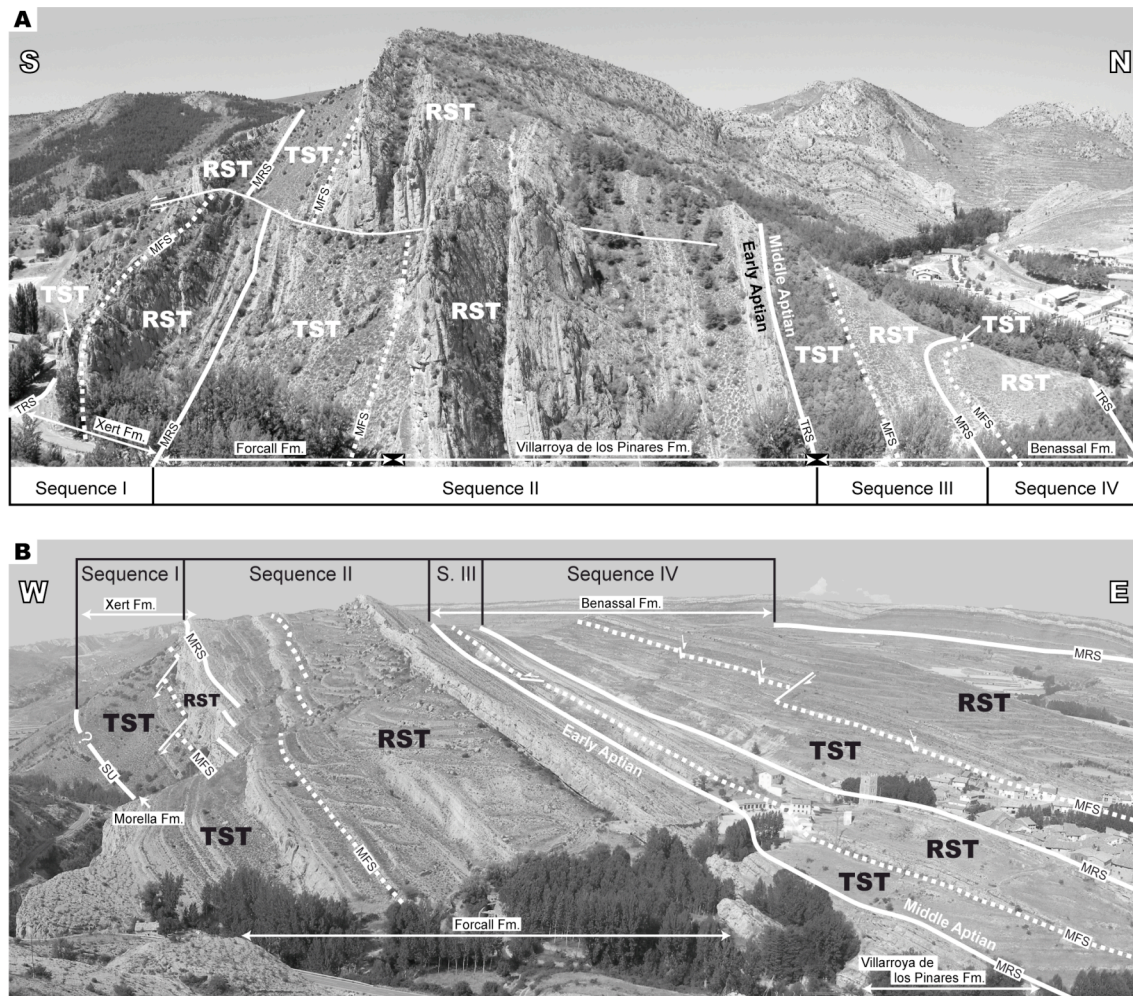 A
S
N
RST
RST
TST
MRS
MFS
MFS
TST
RST
TST
RST
Early Aptian
Middle Aptian
TST
RST
TST
RST
TRS
Xert Fm.
MRS
Forcall Fm.
MFS
Villarroya de los Pinares Fm.
TRS
MFS
MRS
MFS
TRS
Benassal Fm.
Sequence I
Sequence II
Sequence III
Sequence IV
B
W
E
Sequence I
Sequence II
S. III
Sequence IV
Xert Fm.
Benassal Fm.
MRS
MRS
TST
RST
RST
RST
?
SU
MFS
Early Aptian
TST
Morella Fm.
TST
MFS
MFS
RST
MRS
TST
Middle Aptian
MFS
MRS
Forcall Fm.
Villarroya de
los Pinares Fm.